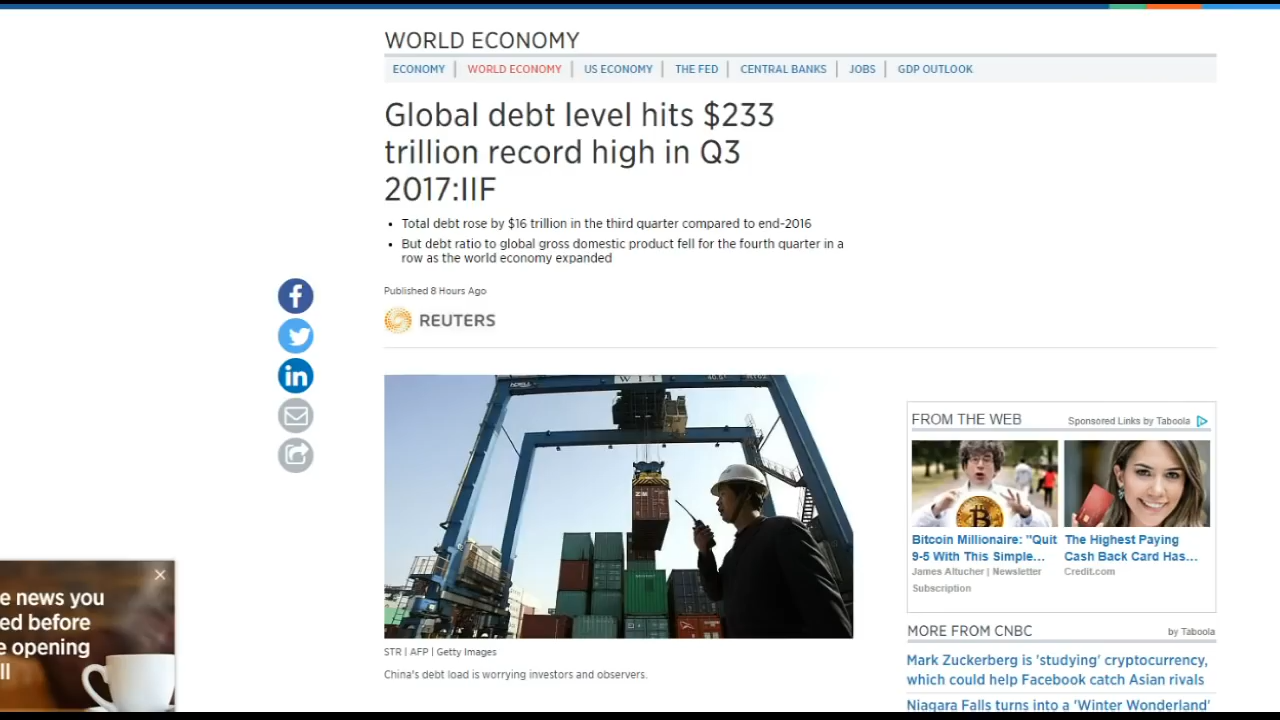 WORLD ECONOMY
ECONOMY | WORLD ECONOMY | US ECONOMY | THE FED | CENTRAL BANKS | JOBS | GDP OUTLOOK
Global debt level hits $233
trillion record high in Q3
2017:IIF
• Total debt rose by $16 trillion in the third quarter compared to end-2016
• But debt ratio to global gross domestic product fell for the fourth quarter in a
row as the world economy expanded
Published 8 Hours Ago
REUTERS
WIT
STR | AFP | Getty Images
China's debt load is worrying investors and observers.
FROM THE WEB
Sponsored Links by Taboola
Bitcoin Millionaire: "Quit
9-5 With This Simple...
James Altucher | Newsletter
Subscription
The Highest Paying
Cash Back Card Has...
Credit.com
MORE FROM CNBC
by Taboola
Mark Zuckerberg is 'studying' cryptocurrency,
which could help Facebook catch Asian rivals
Niagara Falls turns into a 'Winter Wonderland'
e news you
ed before
e opening
ll